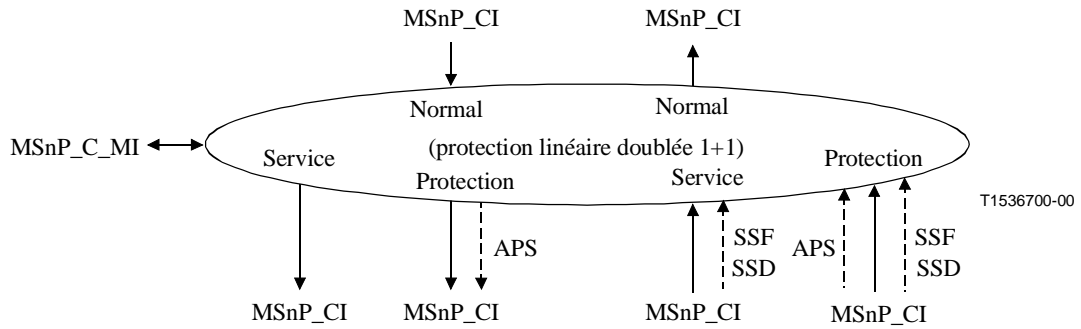 MSnP_CI MSnP_CI
Normal Normal
MSnP_C_MI (protection linéaire doublée 1+1)
Service Protection
Protection Service
T1536700-00
APS SSF APS SSF
SSD SSD
MSnP_CI MSnP_CI MSnP_CI MSnP_CI